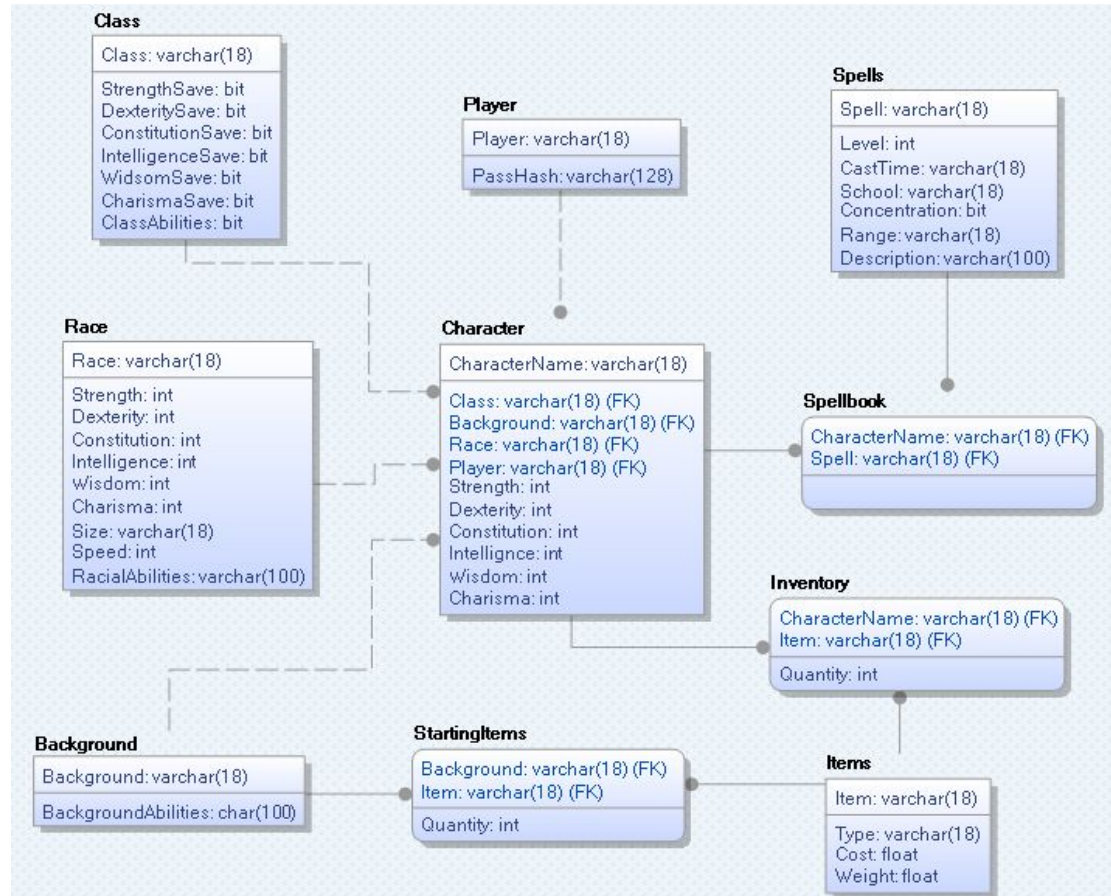 Class
Class: varchar(18)
StrengthSave: bit
DexteritySave: bit
ConstitutionSave: bit
IntelligenceSave: bit
WidsomSave: bit
CharismaSave: bit
ClassAbilities: bit
Player
Player: varchar(18)
PassHash: varchar(128)
Spells
Spell: varchar(18)
Level: int
CastTime: varchar(18)
School: varchar(18)
Concentration: bit
Range: varchar(18)
Description: varchar(100)
Race
Race: varchar(18)
Strength: int
Dexterity: int
Constitution: int
Intelligence: int
Wisdom: int
Charisma: int
Size: varchar(18)
Speed: int
RacialAbilities: varchar(100)
Character
CharacterName: varchar(18)
Class: varchar(18) (FK)
Background: varchar(18) (FK)
Race: varchar(18) (FK)
Player: varchar(18) (FK)
Strength: int
Dexterity: int
Constitution: int
Intellignce: int
Wisdom: int
Charisma: int
Spellbook
CharacterName: varchar(18) (FK)
Spell: varchar(18) (FK)
Inventory
CharacterName: varchar(18) (FK)
Item: varchar(18) (FK)
Quantity: int
Background
Background: varchar(18)
BackgroundAbilities: char(100)
StartingItems
Background: varchar(18) (FK)
Item: varchar(18) (FK)
Quantity: int
Items
Item: varchar(18)
Type: varchar(18)
Cost: float
Weight: float